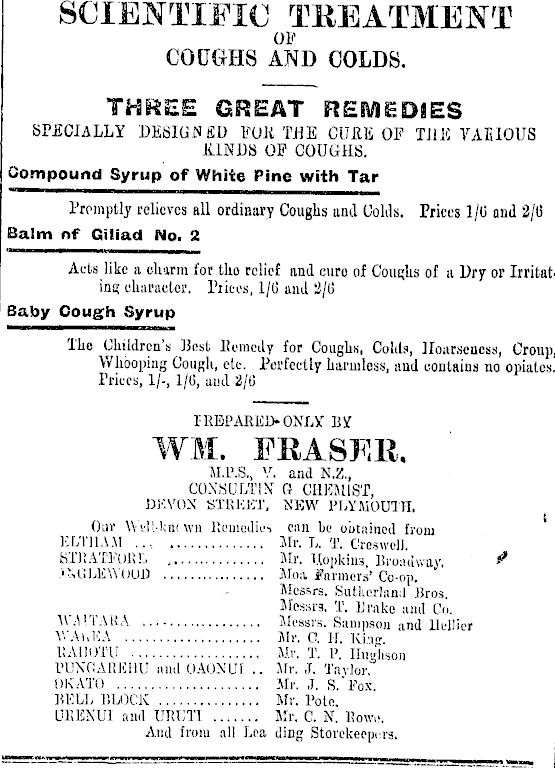 SCIENTIFIC TREATMENT
OF
COUGHS AND COLDS.
THREE GREAT REMEDIES
SPECIALLY DESIGNED FOR THE CURE OF THE VARIOUS
KINDS OF COUGHS.
Compound Syrup of White Pine with Tar
Promptly relieves all ordinary Coughs and Colds. Prices 1/6 and 2/6
Balm of Giliad No. 2
Acts like a charm for the relief and cure of Coughs of a Dry or Irritat-
ing character. Prices, 1/6 and 2/6
Baby Cough Syrup
The Children's Best Remedy for Coughs, Colds, Hoarseness, Croup,
Whooping Cough, etc. Perfectly harmless, and contains no opiates.
Prices, 1/-, 1/6, and 2/6
PREPARED ONLY BY
WM. FRASER.
M.P.S., V. and N.Z.,
CONSULTING CHEMIST,
DEVON STREET, NEW PLYMOUTH.
Our Well-known Remedies can be obtained from
ELTHAM ... .............. Mr. L. T. Creswell.
STRATFORD .............. Mr. Hopkins, Broadway.
INGLEWOOD ............... Moa Farmers' Co-op.
Messrs. Sutherland Bros.
Messrs. T. Brake and Co.
WAITARA ................. Messrs. Sampson and Hellier
WAREA .................... Mr. C. H. King.
RAHOTU ................... Mr. T. P. Hughson
PUNGAREHU and OAONUI .. Mr. J. Taylor.
OKATO ..................... Mr. J. S. Fox.
BELL BLOCK ............... Mr. Pote.
URENUI and URUTI ....... Mr. C. N. Rowe.
And from all Leading Storekeepers.